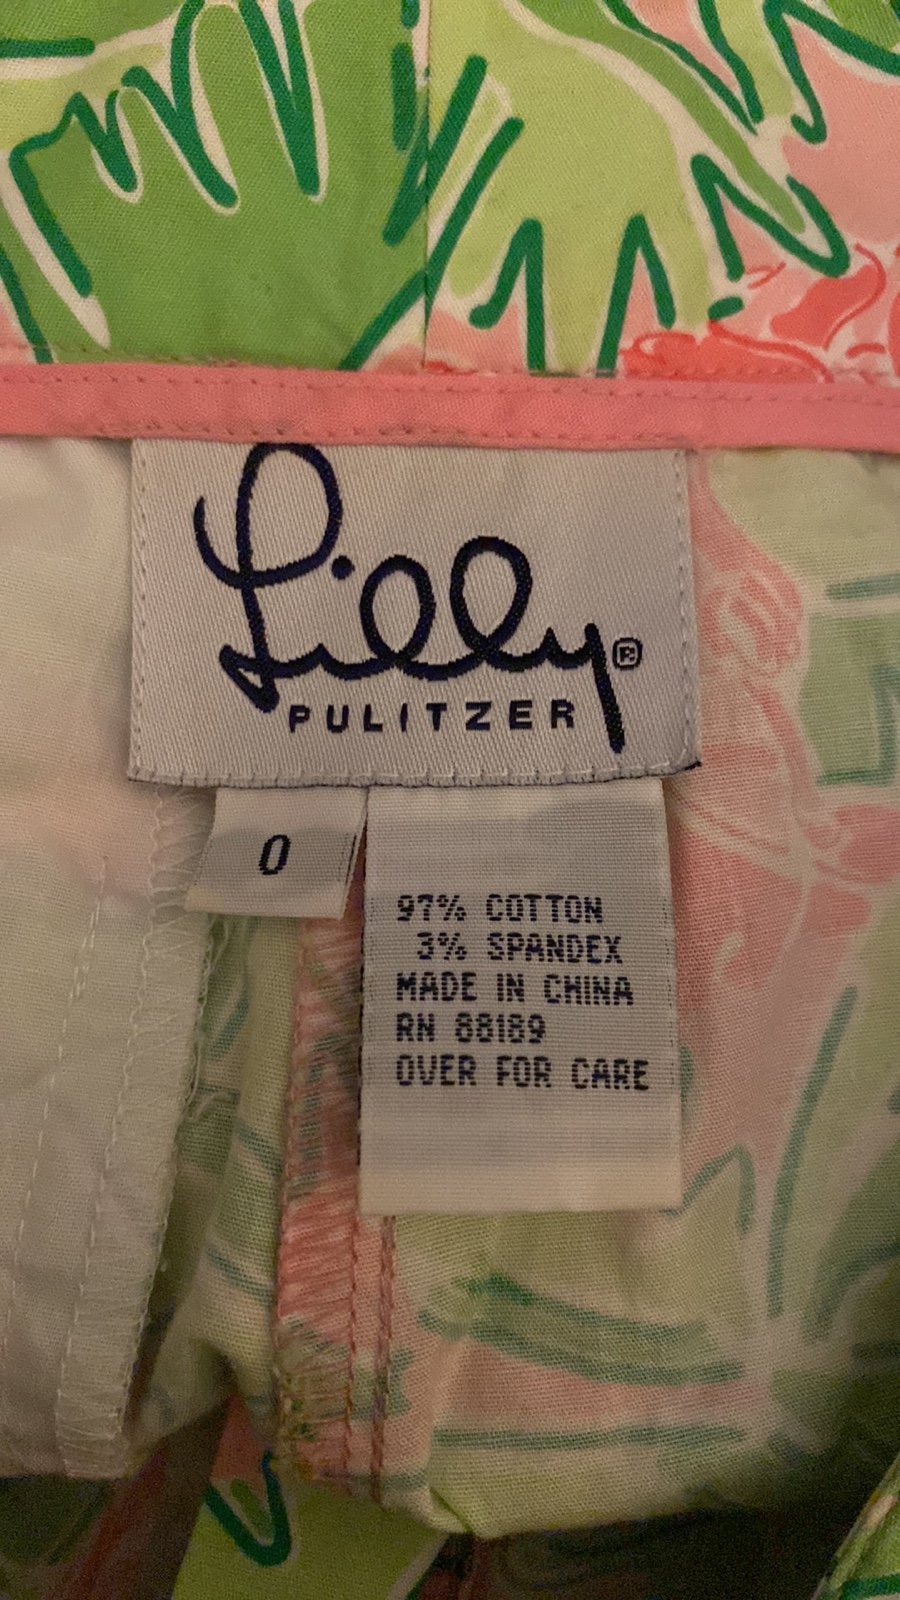 Lilly®
PULITZER
0
97% COTTON
3% SPANDEX
MADE IN CHINA
RN 88189
OVER FOR CARE